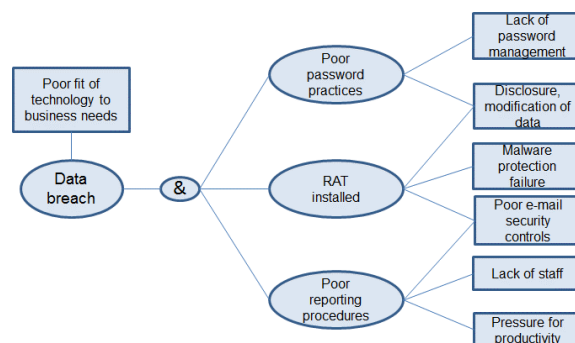 Poor fit of
technology to
business needs
Data
breach
&
Poor
password
practices
RAT
installed
Poor
reporting
procedures
Lack of
password
management
Disclosure,
modification of
data
Malware
protection
failure
Poor e-mail
security
controls
Lack of staff
Pressure for
productivity